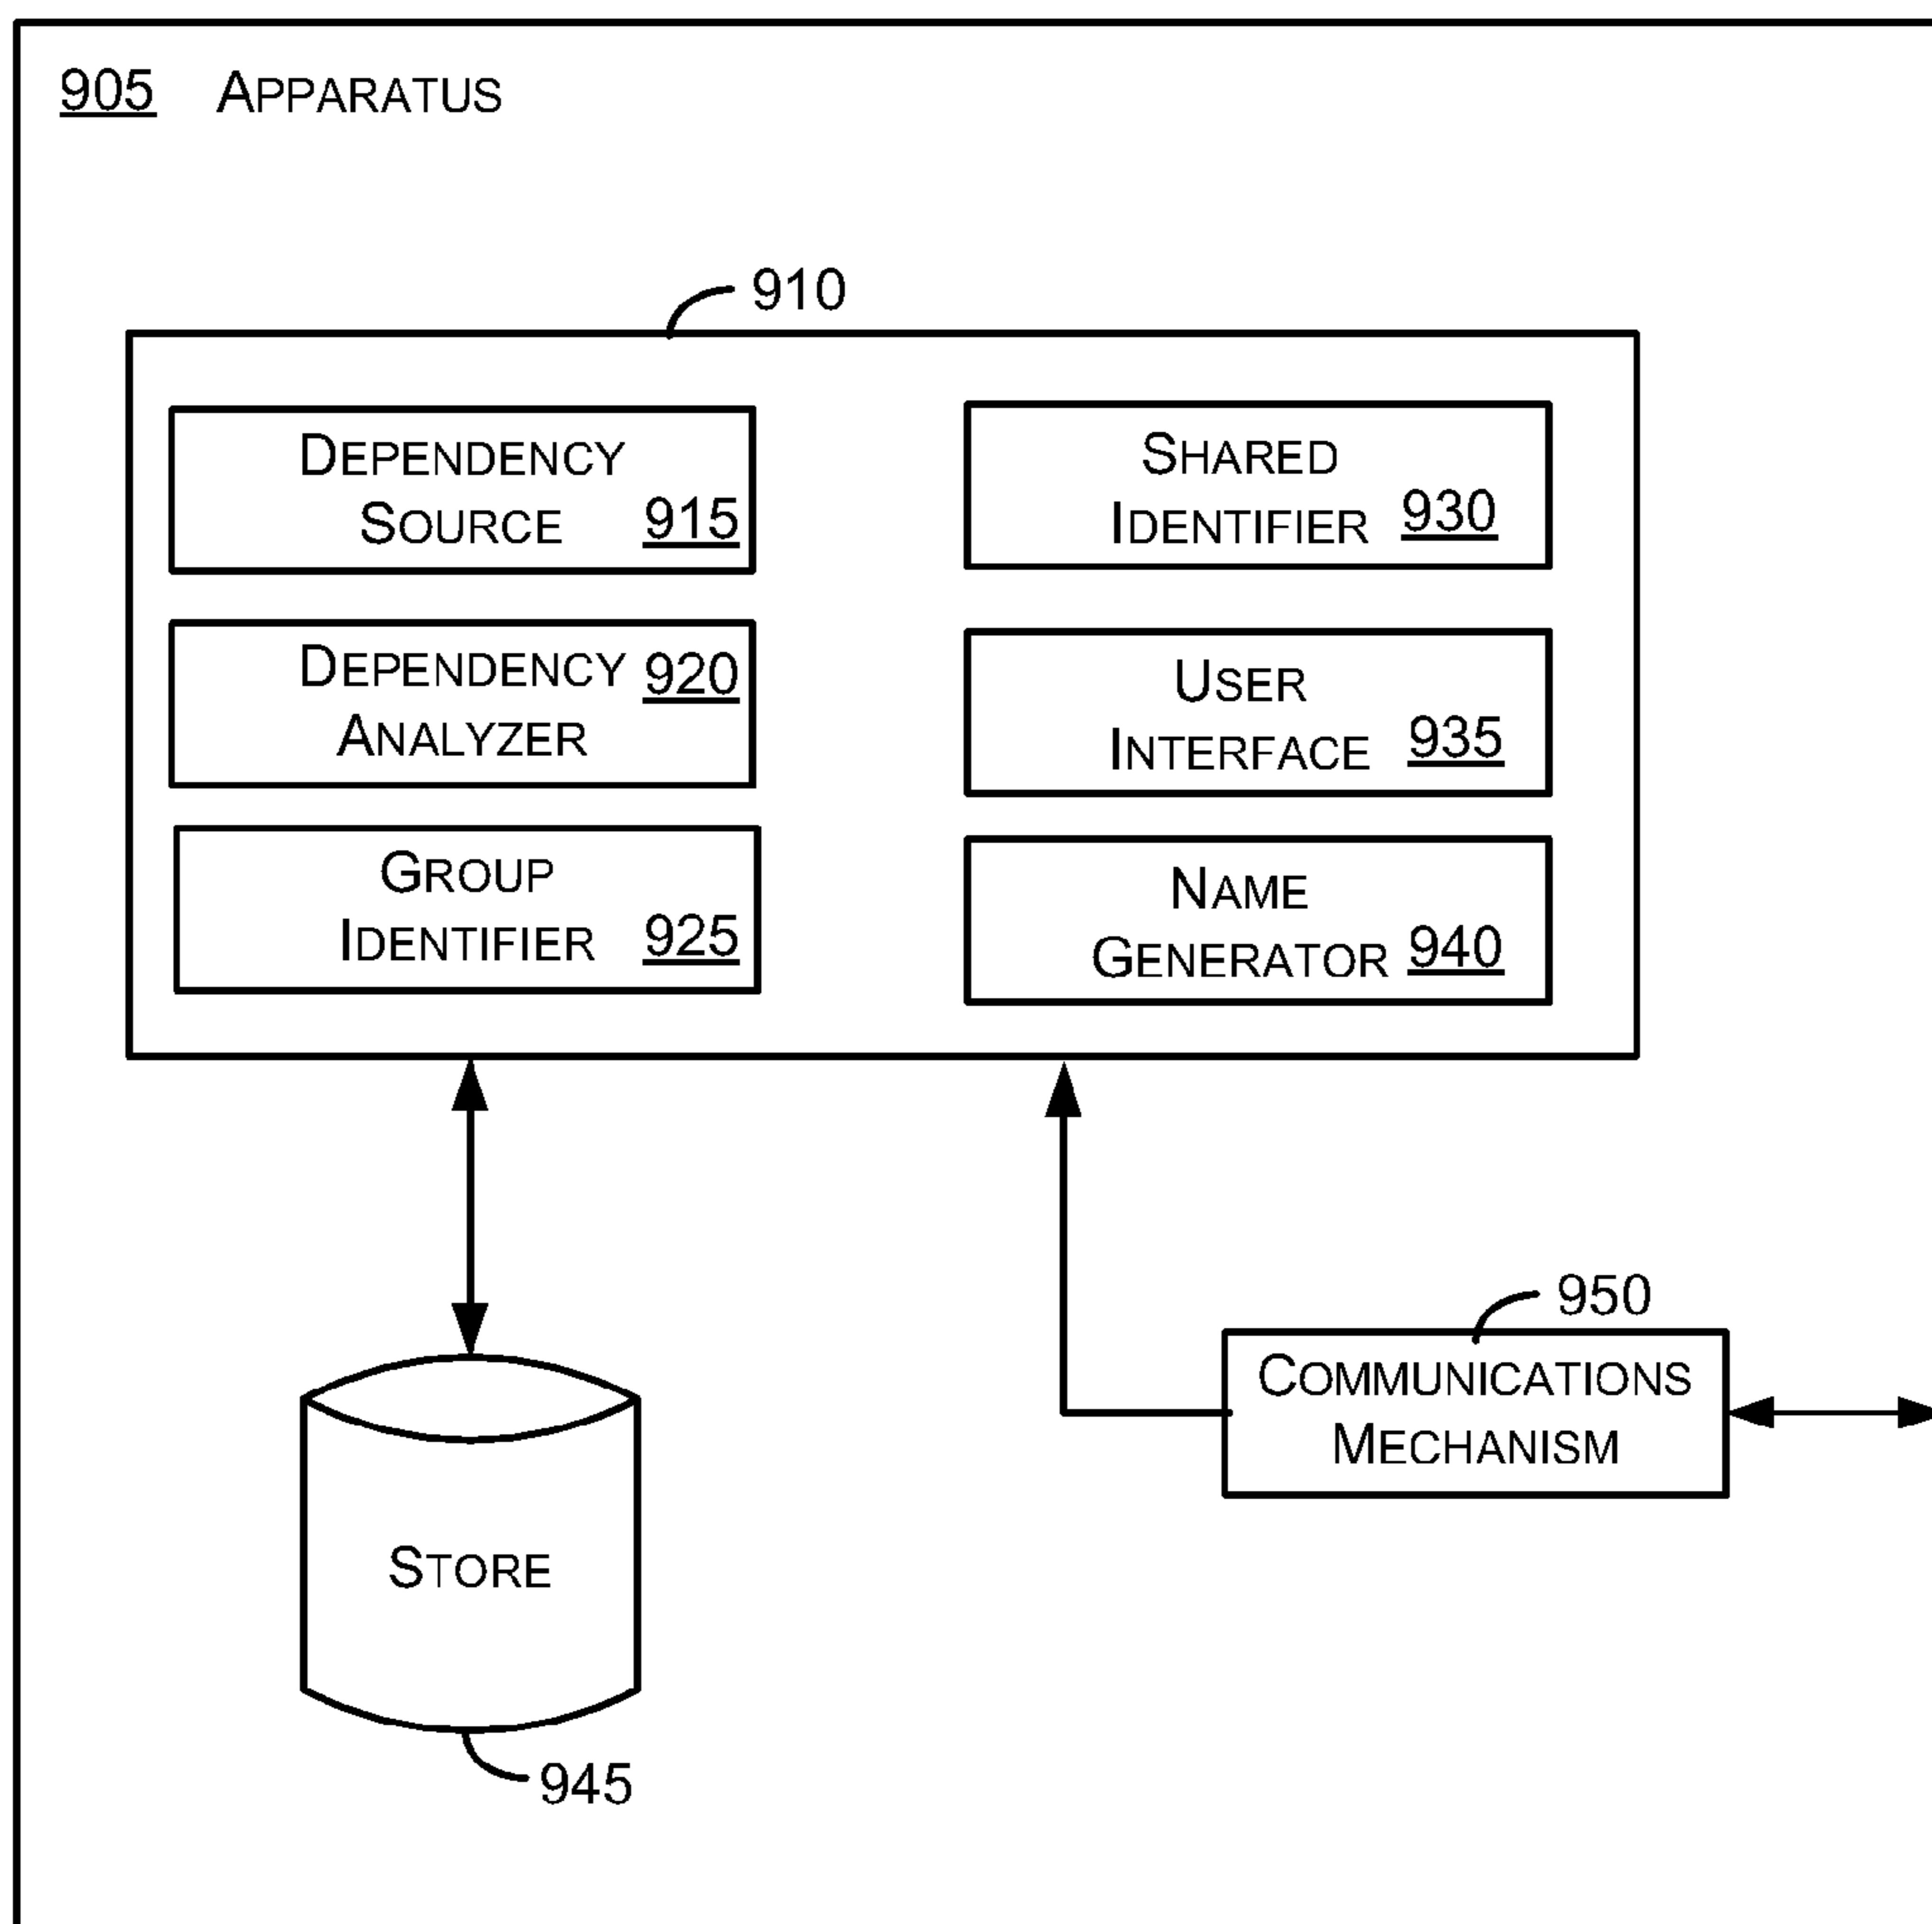 905 APPARATUS
910
DEPENDENCY
SOURCE 915
SHARED
IDENTIFIER 930
DEPENDENCY 920
ANALYZER
USER
INTERFACE 935
GROUP
IDENTIFIER 925
NAME
GENERATOR 940
950
COMMUNICATIONS
MECHANISM
STORE
945